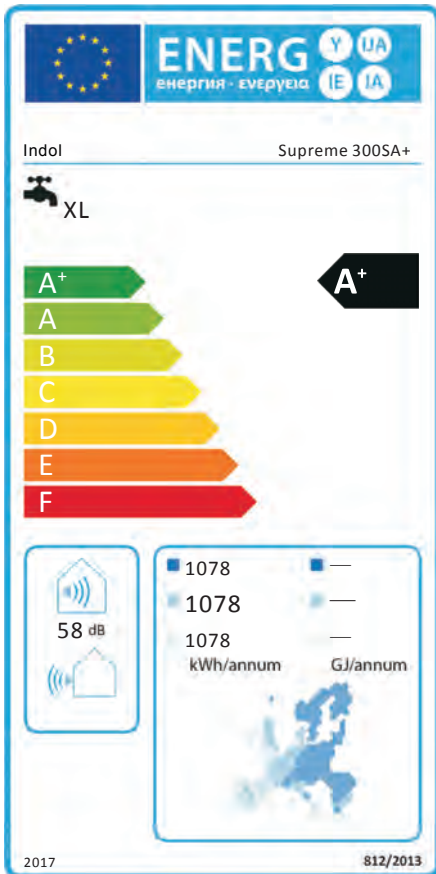 ENERG Y IJA
енергия · ενεργεια IE IA
Indol Supreme 300SA+
XL
A+ A+
A
B
C
D
E
F
1078 —
58 dB 1078 —
1078 —
kWh/annum GJ/annum
2017 812/2013